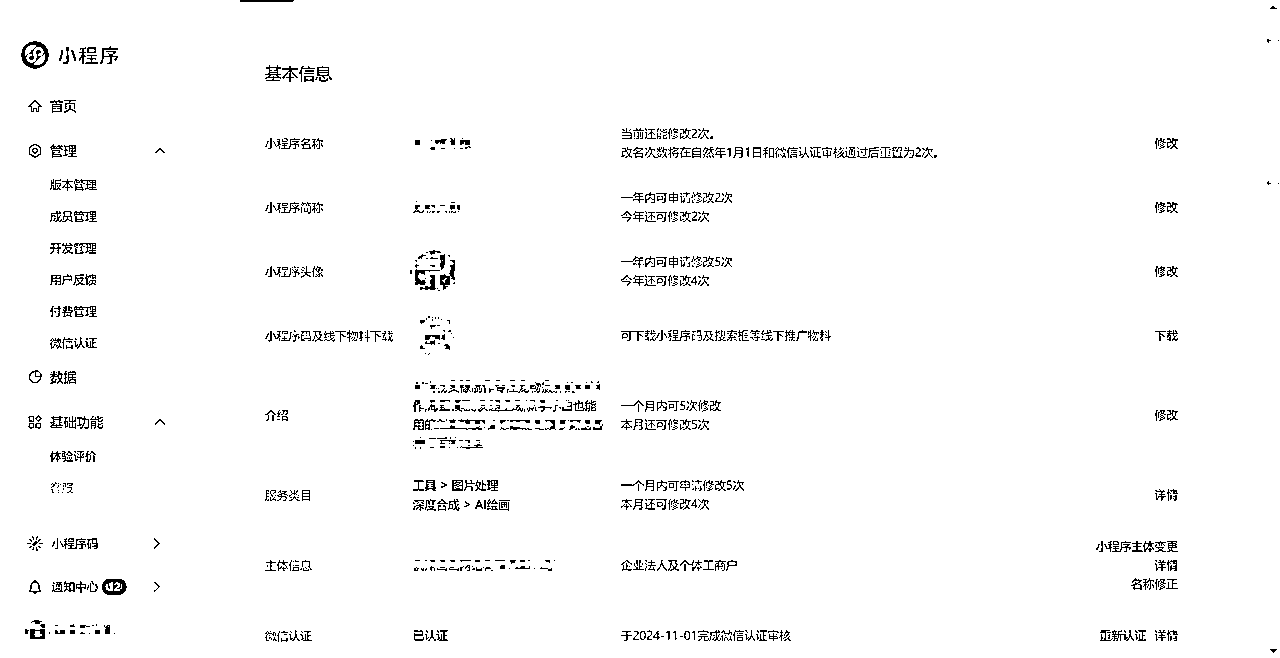 小程序
首页
管理
版本管理
成员管理
开发管理
用户反馈
付费管理
微信认证
数据
基础功能
体验评价
客服
小程序码
通知中心 12
基本信息
小程序名称
当前还能修改2次。
改名次数将在自然年1月1日和微信认证审核通过后重置为2次。
修改
小程序简称
一年内可申请修改2次
今年还可修改2次
修改
小程序头像
一年内可申请修改5次
今年还可修改4次
修改
小程序码及线下物料下载
可下载小程序码及搜索框等线下推广物料
下载
介绍
也能
用的
一个月内可5次修改
本月还可修改5次
修改
服务类目
工具 > 图片处理
深度合成 > AI绘画
一个月内可申请修改5次
本月还可修改4次
详情
主体信息
企业法人及个体工商户
小程序主体变更
详情
名称修正
微信认证
已认证
于2024-11-01完成微信认证审核
重新认证 详情